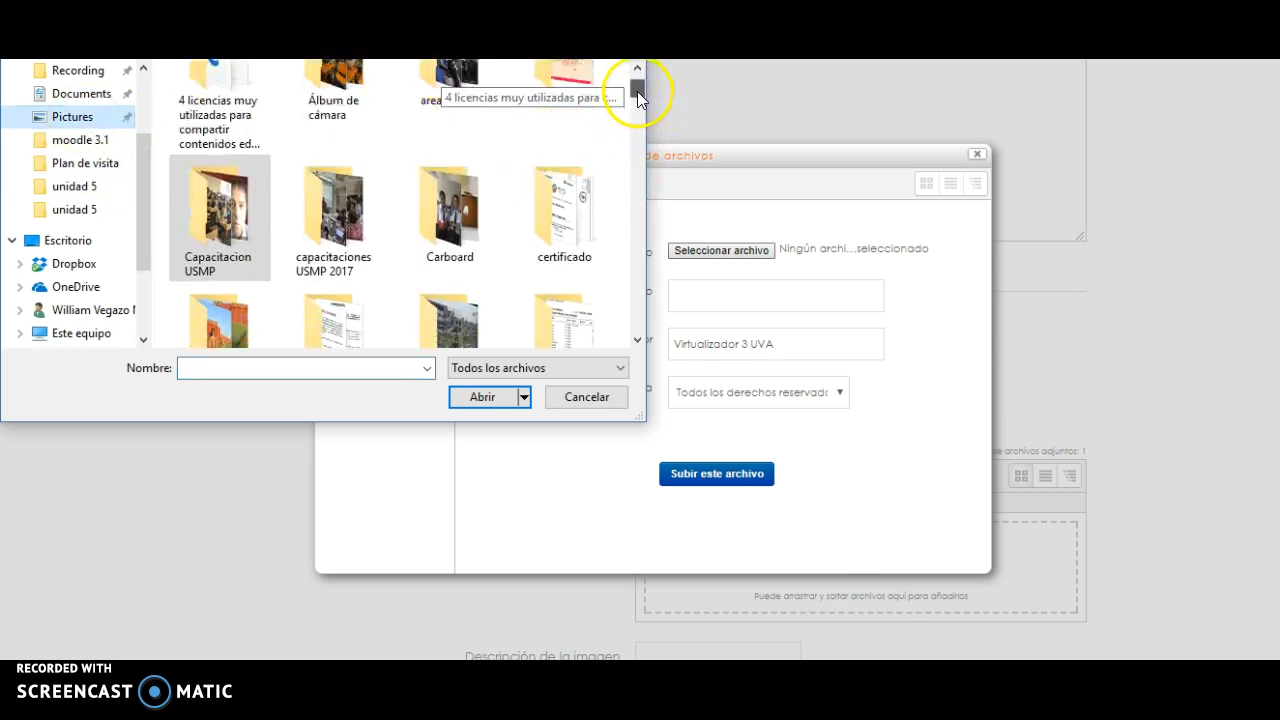 Recording
Documents
Pictures
moodle 3.1
Plan de visita
unidad 5
unidad 5
Escritorio
Dropbox
OneDrive
William Vegazo
Este equipo
4 licencias muy
utilizadas para
compartir
contenidos ed...
Álbum de
cámara
area
4 licencias muy utilizadas para c...
Capacitacion
USMP
capacitaciones
USMP 2017
Carboard
certificado
Nombre:
Todos los archivos
Abrir
Cancelar
de archivos
Seleccionar archivo
Ningún archi...seleccionado
Virtualizador 3 UVA
Todos los derechos reservado
Subir este archivo
de archivos adjuntos: 1
Puede arrastrar y soltar archivos aquí para añadirlos
Descripción de la imagen
RECORDED WITH
SCREENCAST MATIC